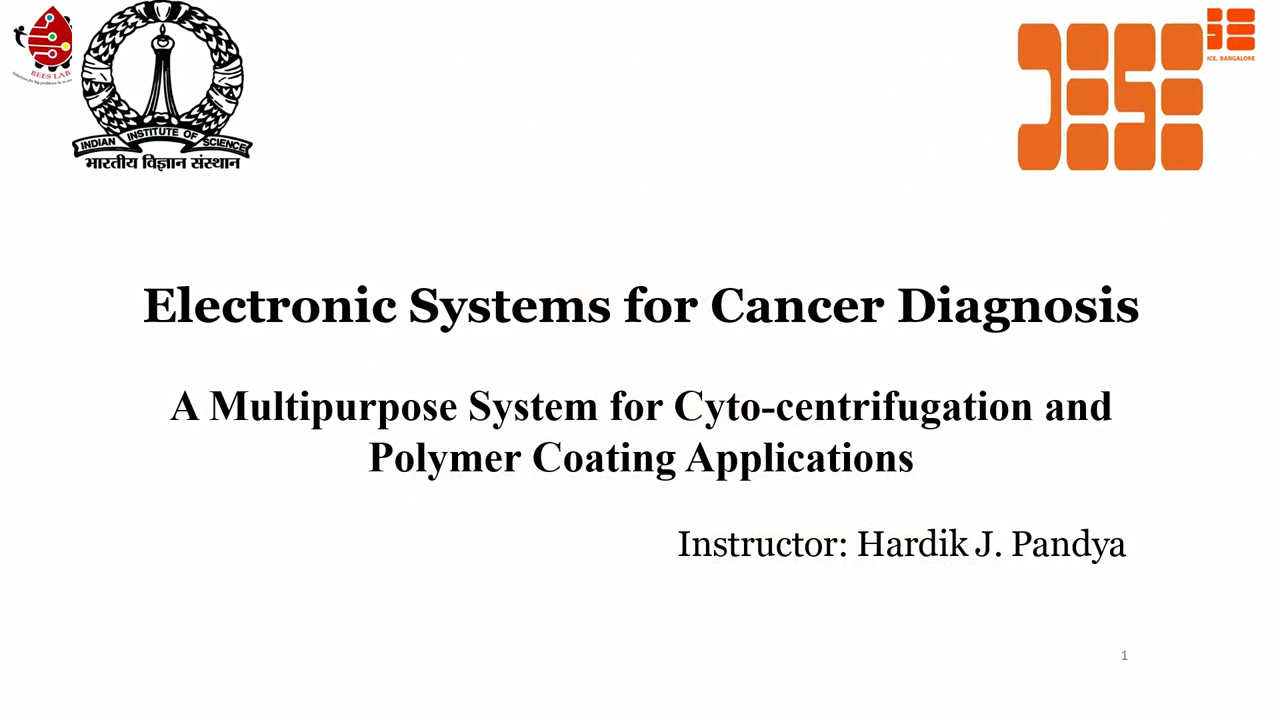 BEES LAB
INDIAN INSTITUTE OF SCIENCE
भारतीय विज्ञान संस्थान
DESE
ICE, BANGALORE
Electronic Systems for Cancer Diagnosis
A Multipurpose System for Cyto-centrifugation and
Polymer Coating Applications
Instructor: Hardik J. Pandya
1